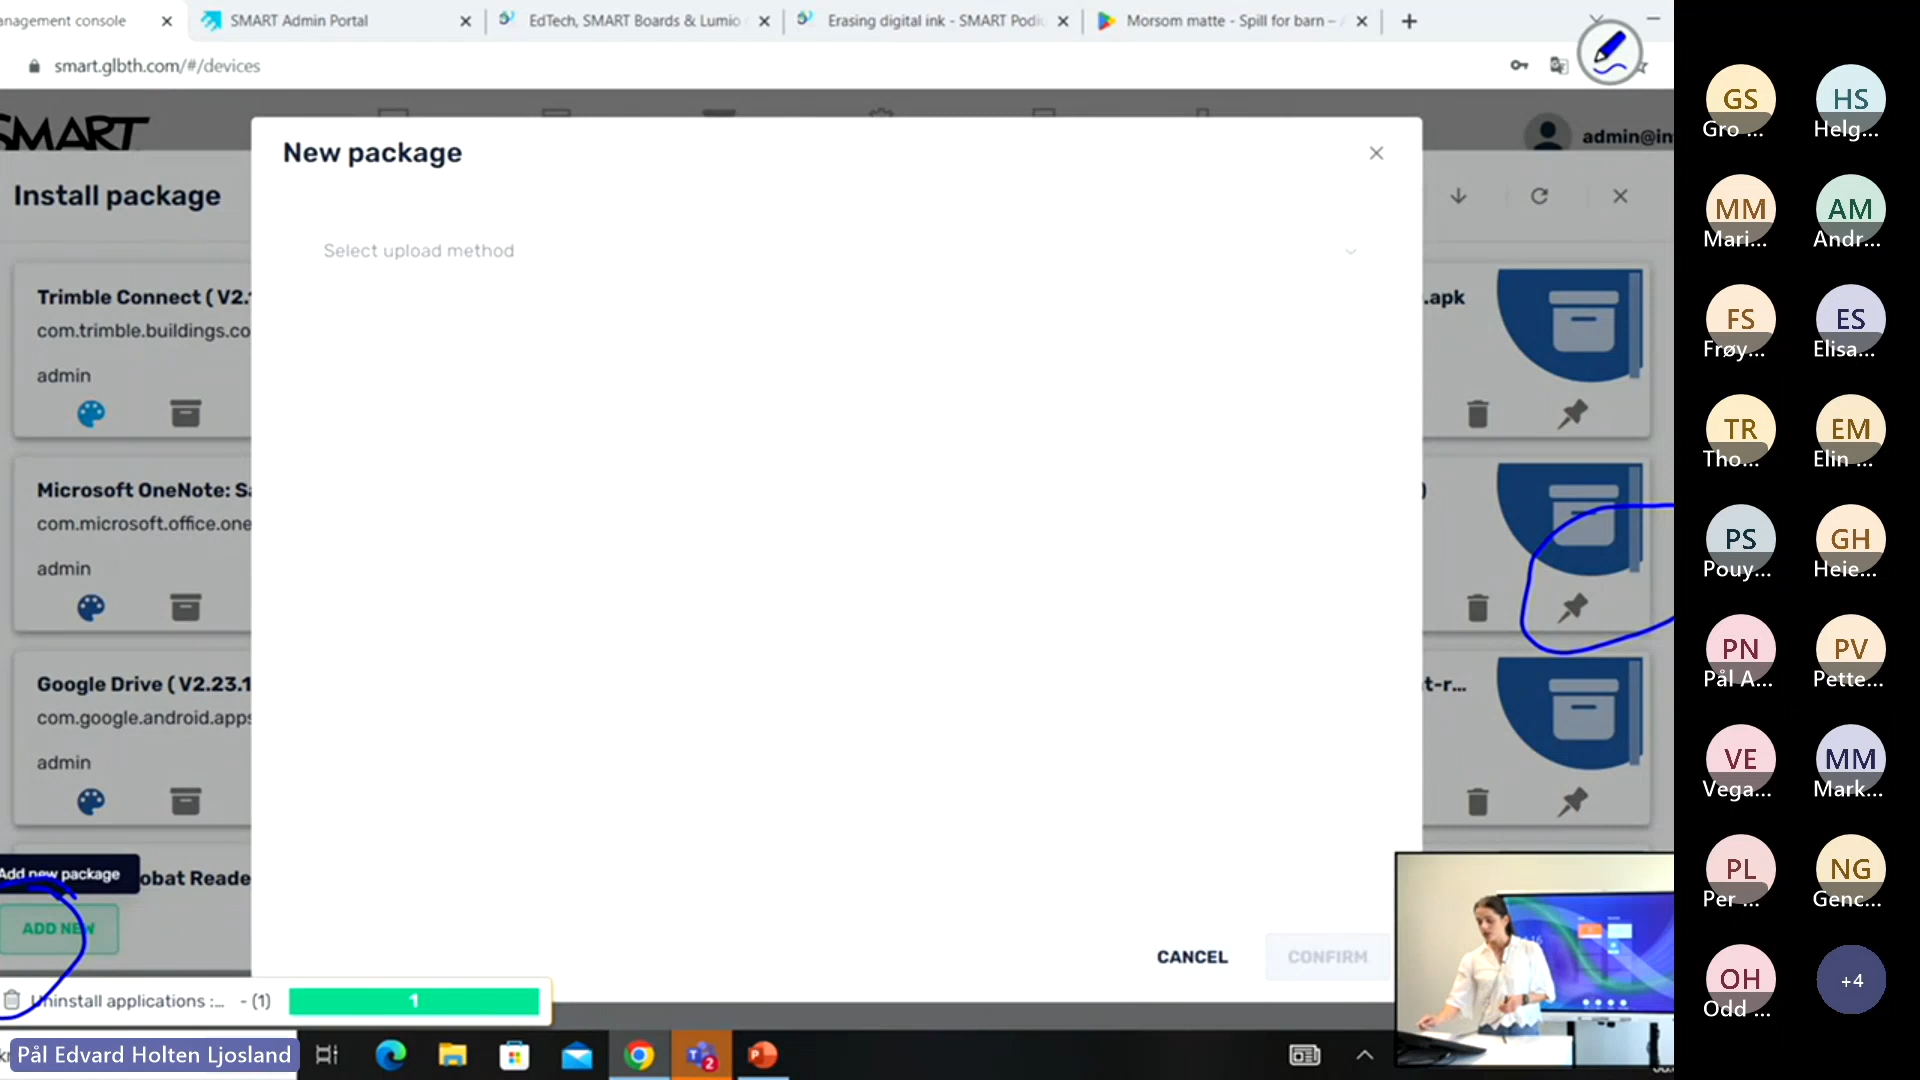 nagement console
SMART Admin Portal
EdTech, SMART Boards & Lumio
Erasing digital ink - SMART Podi
Morsom matte - Spill for barn –
smart.glbth.com/#/devices
SMART
admin@in
Install package
New package
Select upload method
Trimble Connect ( V2.
com.trimble.buildings.co
admin
.apk
Microsoft OneNote: Sa
com.microsoft.office.one
admin
)
Google Drive ( V2.23.1
com.google.android.apps
admin
t-r...
Add new package
obat Reade
ADD NEW
CANCEL
CONFIRM
Uninstall applications :...
- (1)
1
Pål Edvard Holten Ljosland
2
GS
Gro ...
HS
Helg...
MM
Mari...
AM
Andr...
FS
Frøy...
ES
Elisa...
TR
Tho...
EM
Elin ...
PS
Pouy...
GH
Heie...
PN
Pål A...
PV
Pette...
VE
Vega...
MM
Mark...
PL
Per ...
NG
Genc...
OH
Odd ...
+4